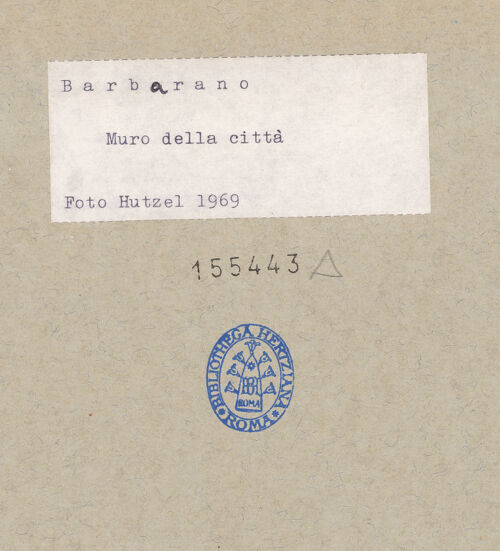 Barbarano
Muro della città
Foto Hutzel 1969
155443
BIBLIOTHECA HERTZIANA
ROMA
ROMA